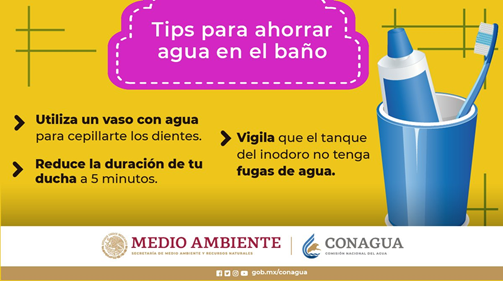 Tips para ahorrar
agua en el baño
Utiliza un vaso con agua
para cepillarte los dientes.
Reduce la duración de tu
ducha a 5 minutos.
Vigila que el tanque
del inodoro no tenga
fugas de agua.
MEDIO AMBIENTE
SECRETARÍA DE MEDIO AMBIENTE Y RECURSOS NATURALES
CONAGUA
COMISIÓN NACIONAL DEL AGUA
gob.mx/conagua